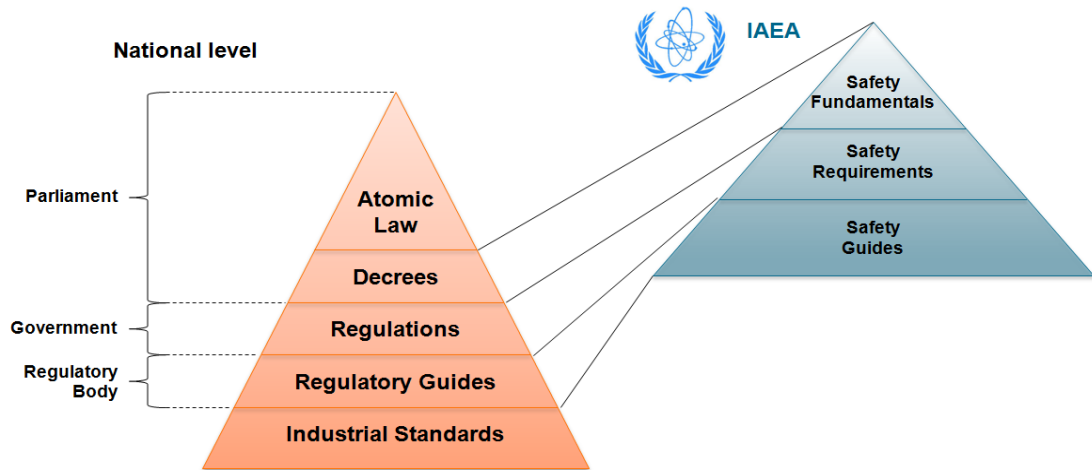 National level
IAEA
Parliament
Government
Regulatory
Body
Atomic
Law
Decrees
Regulations
Regulatory Guides
Industrial Standards
Safety
Fundamentals
Safety
Requirements
Safety
Guides